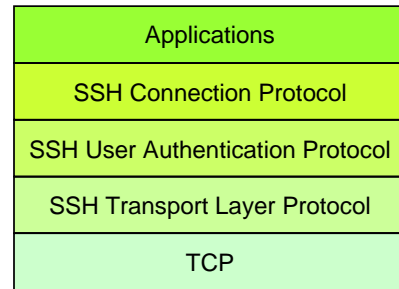 Applications
SSH Connection Protocol
SSH User Authentication Protocol
SSH Transport Layer Protocol
TCP